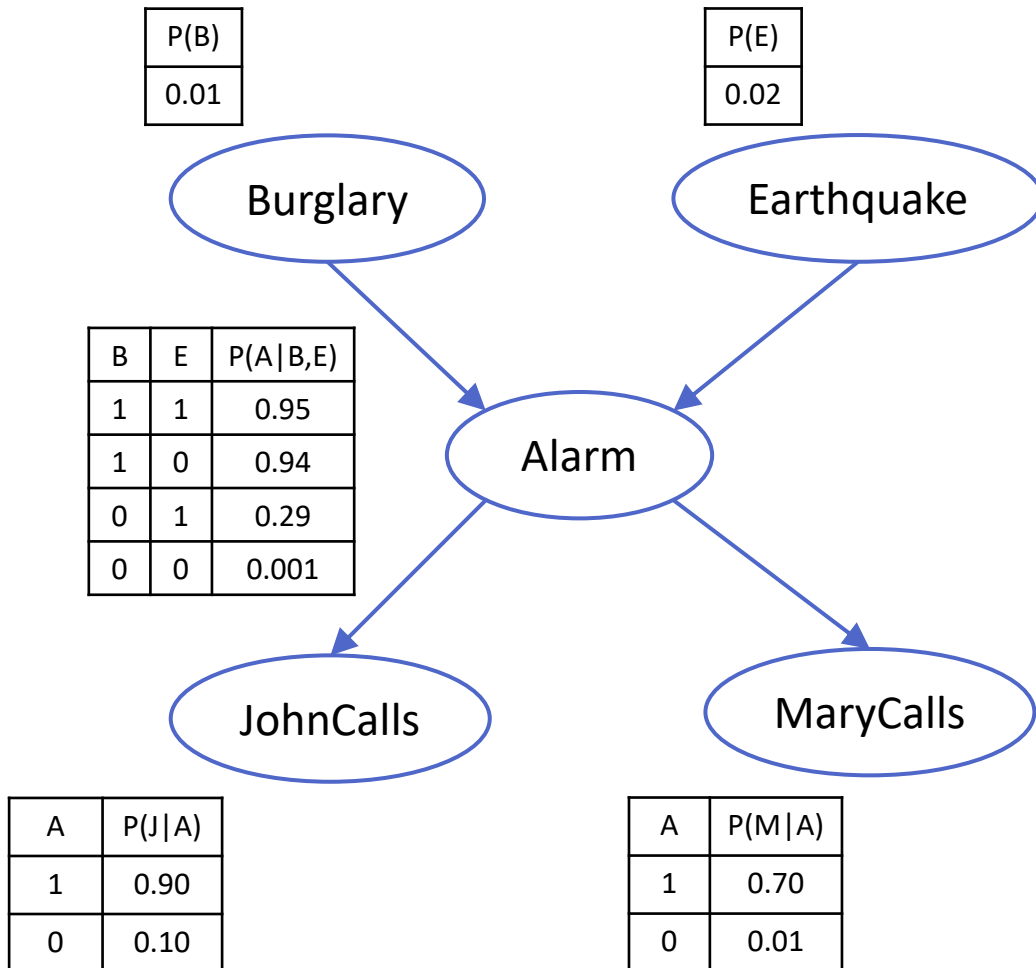 P(B)
0.01
P(E)
0.02
Burglary
Earthquake
B E P(A|B,E)
1 1 0.95
1 0 0.94
0 1 0.29
0 0 0.001
Alarm
JohnCalls
MaryCalls
A P(J|A)
1 0.90
0 0.10
A P(M|A)
1 0.70
0 0.01